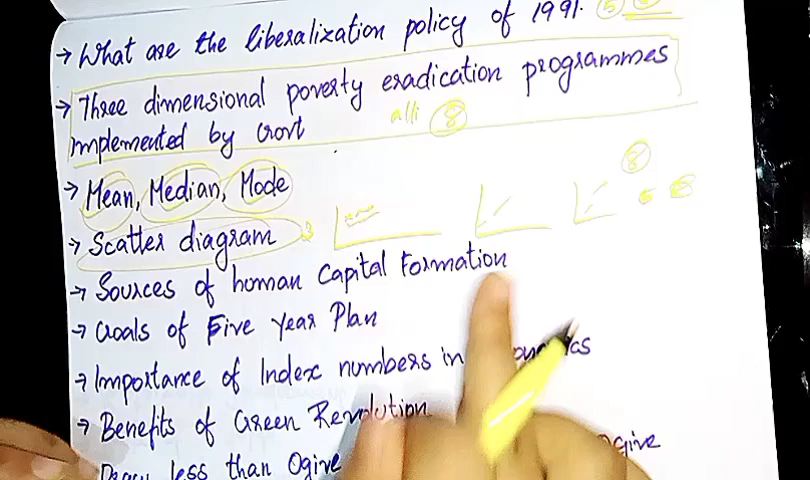 → What are the liberalization policy of 1991. 5
→ Three dimensional poverty eradication programmes
implemented by Govt alli 8
→ Mean, Median, Mode 8
→ Scatter diagram
→ Sources of human Capital Formation
→ Goals of Five Year Plan
→ Importance of Index numbers in
→ Benefits of Green Revolution
less than Ogive Ogive